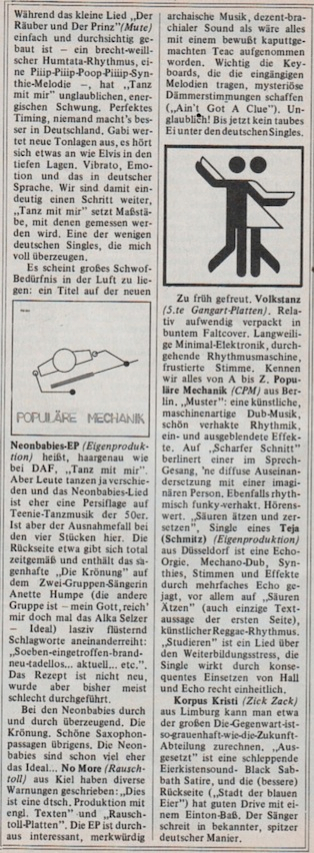 Während das kleine Lied „Der
Räuber und Der Prinz" (Mute)
einfach und durchsichtig ge-
baut ist – ein brecht-weill-
scher Humtata-Rhythmus, ei-
ne Piiip-Piiip-Poop-Piiiip-Syn-
thie-Melodie –, hat „Tanz
mit mir" unglaublichen, ener-
gischen Schwung. Perfektes
Timing, niemand macht's bes-
ser in Deutschland. Gabi wer-
tet neue Tonlagen aus, es hört
sich etwas an wie Elvis in den
tiefen Lagen. Vibrato, Emo-
tion und das in deutscher
Sprache. Wir sind damit ein-
deutig einen Schritt weiter,
„Tanz mit mir" setzt Maßstä-
be, mit denen gemessen wer-
den wird. Eine der wenigen
deutschen Singles, die mich
voll überzeugen.
Es scheint großes Schwof-
Bedürfnis in der Luft zu lie-
gen: ein Titel auf der neuen
POPULÄRE MECHANIK
Neonbabies-EP (Eigenproduk-
tion) heißt, haargenau wie
bei DAF, „Tanz mit mir".
Aber Leute tanzen ja verschie-
den und das Neonbabies-Lied
ist eher eine Persiflage auf
Teenie-Tanzmusik der 50er.
Ist aber der Ausnahmefall bei
den vier Stücken hier. Die
Rückseite etwa gibt sich total
zeitgemäß und enthält das sa-
genhafte „Die Krönung" auf
dem Zwei-Gruppen-Sängerin
Anette Humpe (die andere
Gruppe ist – mein Gott, reich'
mir doch mal das Alka Selzer
– Ideal) lasziv flüsternd
Schlagworte aneinanderreiht:
„Soeben-eingetroffen-brand-
neu-tadellos... aktuell... etc.".
Das Rezept ist nicht neu,
wurde aber bisher meist
schlecht durchgeführt.
Bei den Neonbabies durch
und durch überzeugend. Die
Krönung. Schöne Saxophon-
passagen übrigens. Die Neon-
babies sind schon viel eher
das Ideal... No More (Rausch-
toll) aus Kiel haben diverse
Warnungen geschrieben: „Dies
ist eine dtsch. Produktion mit
engl. Texten" und „Rausch-
toll-Platten". Die EP ist durch-
aus interessant, merkwürdig
archaische Musik, dezent-bra-
chialer Sound als wäre alles
mit einem bewußt kaputtge-
machten Teac aufgenommen
worden. Wichtig die Key-
boards, die die eingängigen
Melodien tragen, mysteriöse
Dämmerstimmungen schaffen
(„Ain't Got A Clue"). Un-
glaublich! Bis jetzt kein taubes
Ei unter den deutschen Singles.
Zu früh gefreut. Volkstanz
(5.te Gangart-Platten). Rela-
tiv aufwendig verpackt in
buntem Faltcover. Langweili-
ge Minimal-Elektronik, durch-
gehende Rhythmusmaschine,
frustierte Stimme. Kennen
wir alles von A bis Z. Popu-
läre Mechanik (CPM) aus Ber-
lin. „Muster": eine künstliche,
maschinenartige Dub-Musik,
schön verhakte Rhythmik,
ein- und ausgeblendete Effek-
te. Auf „Scharfer Schnitt"
berlinert einer im Sprech-
Gesang, 'ne diffuse Auseinan-
dersetzung mit einer imagi-
nären Person. Ebenfalls rhyth-
misch funky-verhakt. Hörens-
wert. „Säuren ätzen und zer-
setzen", Single eines Teja
(Schmitz) (Eigenproduktion)
aus Düsseldorf ist eine Echo-
Orgie. Mechano-Dub, Syn-
thies, Stimmen und Effekte
durch mehrfaches Echo ge-
jagt, vor allem auf „Säuren
Ätzen" (auch einzige Text-
aussage der ersten Seite),
künstlicher Reggae-Rhythmus.
„Studieren" ist ein Lied über
den Weiterbildungsstress, die
Single wirkt durch konse-
quentes Einsetzen von Hall
und Echo recht einheitlich.
Korpus Kristi (Zick Zack)
aus Limburg kann man etwa
der großen Die-Gegenwart-ist-
so-grauenhaft-wie-die-Zukunft-
Abteilung zurechnen. „Aus-
gesetzt" ist eine schleppende
Eierkistensound- Black Sab-
bath Satire, und die (bessere)
Rückseite („Stadt der blauen
Eier") hat guten Drive mit ei-
nem Einton-Baß. Der Sänger
schreit in bekannter, spitzer
deutscher Manier.